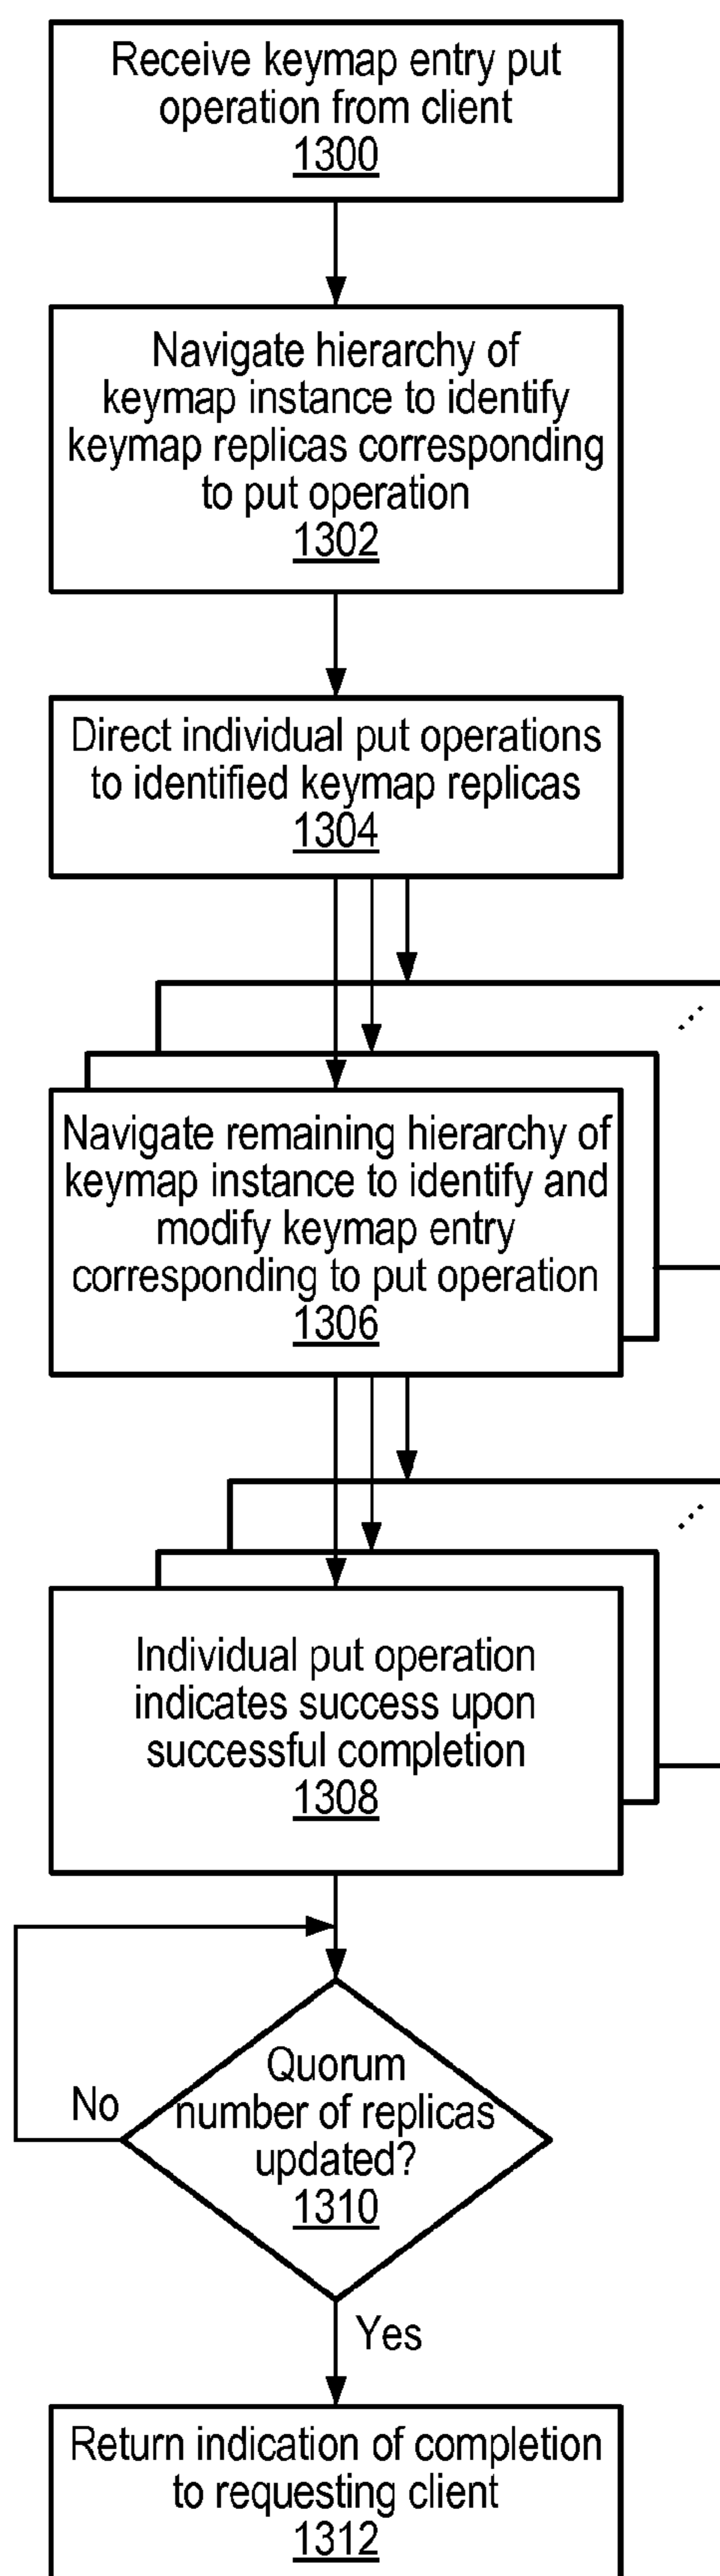 Receive keymap entry put
operation from client
1300
Navigate hierarchy of
keymap instance to identify
keymap replicas corresponding
to put operation
1302
Direct individual put operations
to identified keymap replicas
1304
Navigate remaining hierarchy of
keymap instance to identify and
modify keymap entry
corresponding to put operation
1306
Individual put operation
indicates success upon
successful completion
1308
Quorum
No
number of replicas
updated?
1310
Yes
Return indication of completion
to requesting client
1312